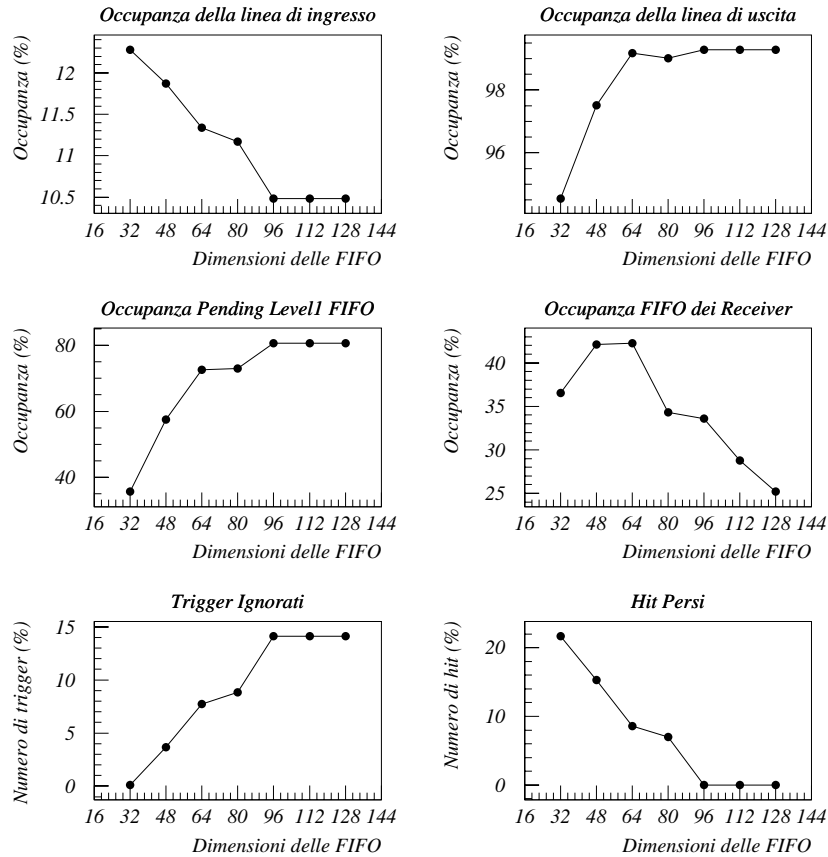 Occupanza della linea di ingresso
Occupanza (%)
12
11.5
11
10.5
16 32 48 64 80 96 112 128 144
Dimensioni delle FIFO
Occupanza della linea di uscita
Occupanza (%)
98
96
16 32 48 64 80 96 112 128 144
Dimensioni delle FIFO
Occupanza Pending Level1 FIFO
Occupanza (%)
80
60
40
16 32 48 64 80 96 112 128 144
Dimensioni delle FIFO
Occupanza FIFO dei Receiver
Occupanza (%)
40
35
30
25
16 32 48 64 80 96 112 128 144
Dimensioni delle FIFO
Trigger Ignorati
Numero di trigger (%)
15
10
5
0
16 32 48 64 80 96 112 128 144
Dimensioni delle FIFO
Hit Persi
Numero di hit (%)
20
10
0
16 32 48 64 80 96 112 128 144
Dimensioni delle FIFO